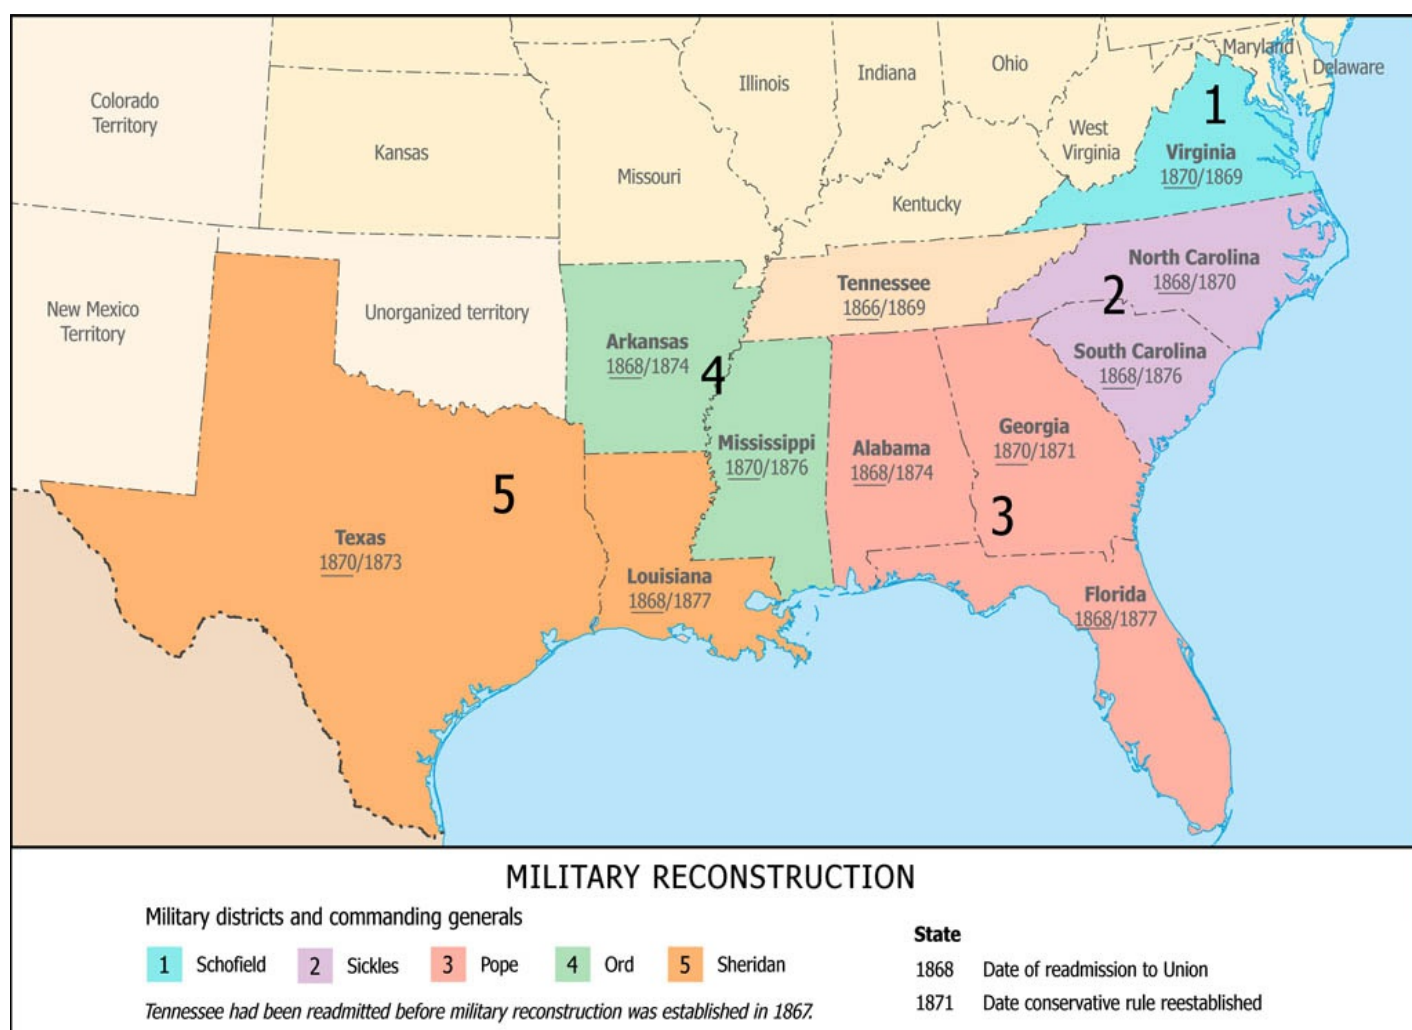 Maryland
Delaware
Ohio
Indiana
Illinois
Colorado
Territory
1
West
Virginia
Virginia
1870/1869
Kansas
Missouri
Kentucky
North Carolina
1868/1870
2
Tennessee
1866/1869
New Mexico
Territory
Unorganized territory
Arkansas
1868/1874
4
South Carolina
1868/1876
Georgia
1870/1871
Mississippi
1870/1876
Alabama
1868/1874
5
3
Texas
1870/1873
Louisiana
1868/1877
Florida
1868/1877
MILITARY RECONSTRUCTION
Military districts and commanding generals
1 Schofield 2 Sickles 3 Pope 4 Ord 5 Sheridan
Tennessee had been readmitted before military reconstruction was established in 1867.
State
1868 Date of readmission to Union
1871 Date conservative rule reestablished